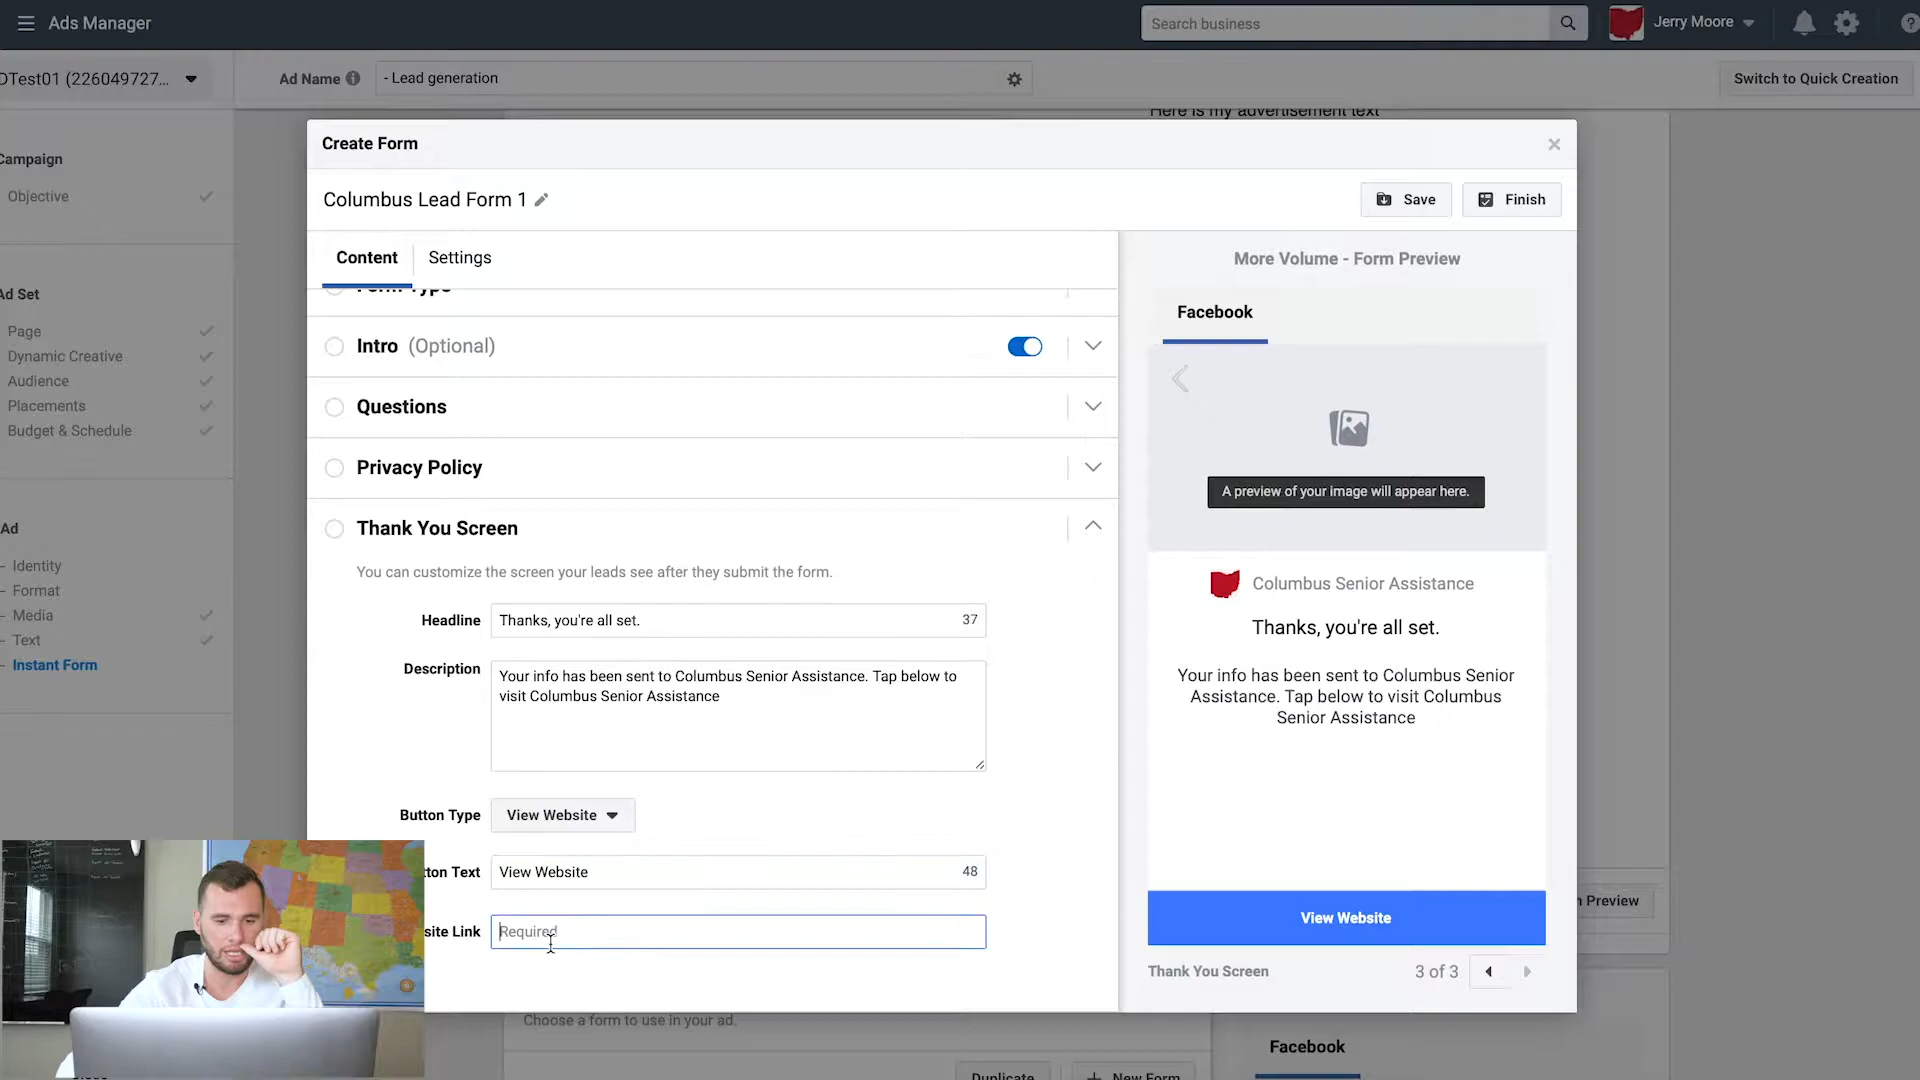 Ads Manager
Search business
Jerry Moore
DTest01 (226049727...
Ad Name
- Lead generation
Switch to Quick Creation
Here is my advertisement text
Campaign
Objective
Ad Set
Page
Dynamic Creative
Audience
Placements
Budget & Schedule
Ad
Identity
Format
Media
Text
Instant Form
Create Form
Columbus Lead Form 1
Save
Finish
Content
Settings
Form Type
Intro (Optional)
Questions
Privacy Policy
Thank You Screen
You can customize the screen your leads see after they submit the form.
Headline
Thanks, you're all set.
37
Description
Your info has been sent to Columbus Senior Assistance. Tap below to
visit Columbus Senior Assistance
Button Type
View Website
tton Text
View Website
48
site Link
Required
More Volume - Form Preview
Facebook
A preview of your image will appear here.
Columbus Senior Assistance
Thanks, you're all set.
Your info has been sent to Columbus Senior
Assistance. Tap below to visit Columbus
Senior Assistance
View Website
Thank You Screen
3 of 3
n Preview
Choose a form to use in your ad.
Duplicate
New Form
Facebook